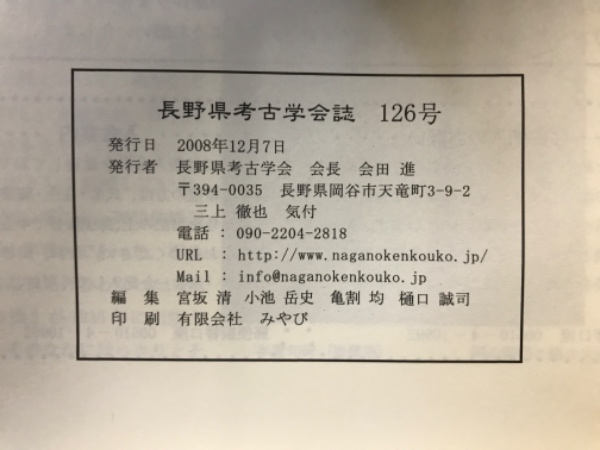 長野県考古学会誌 126号
発行日 2008年12月7日
発行者 長野県考古学会 会長 会田 進
〒394-0035 長野県岡谷市天竜町3-9-2
三上 徹也 気付
電話 : 090-2204-2818
URL : http://www.naganokenkouko.jp/
Mail : info@naganokenkouko.jp
編 集 宮坂 清 小池 岳史 亀割 均 樋口 誠司
印 刷 有限会社 みやび